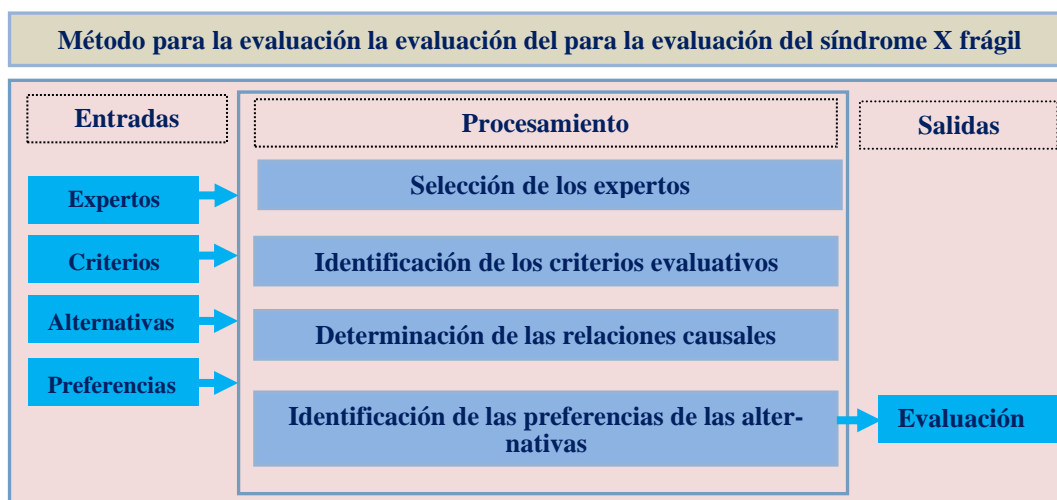 Método para la evaluación la evaluación del para la evaluación del síndrome X frágil
Entradas
Procesamiento
Salidas
Expertos
Criterios
Alternativas
Preferencias
Selección de los expertos
Identificación de los criterios evaluativos
Determinación de las relaciones causales
Identificación de las preferencias de las alter-
nativas
Evaluación